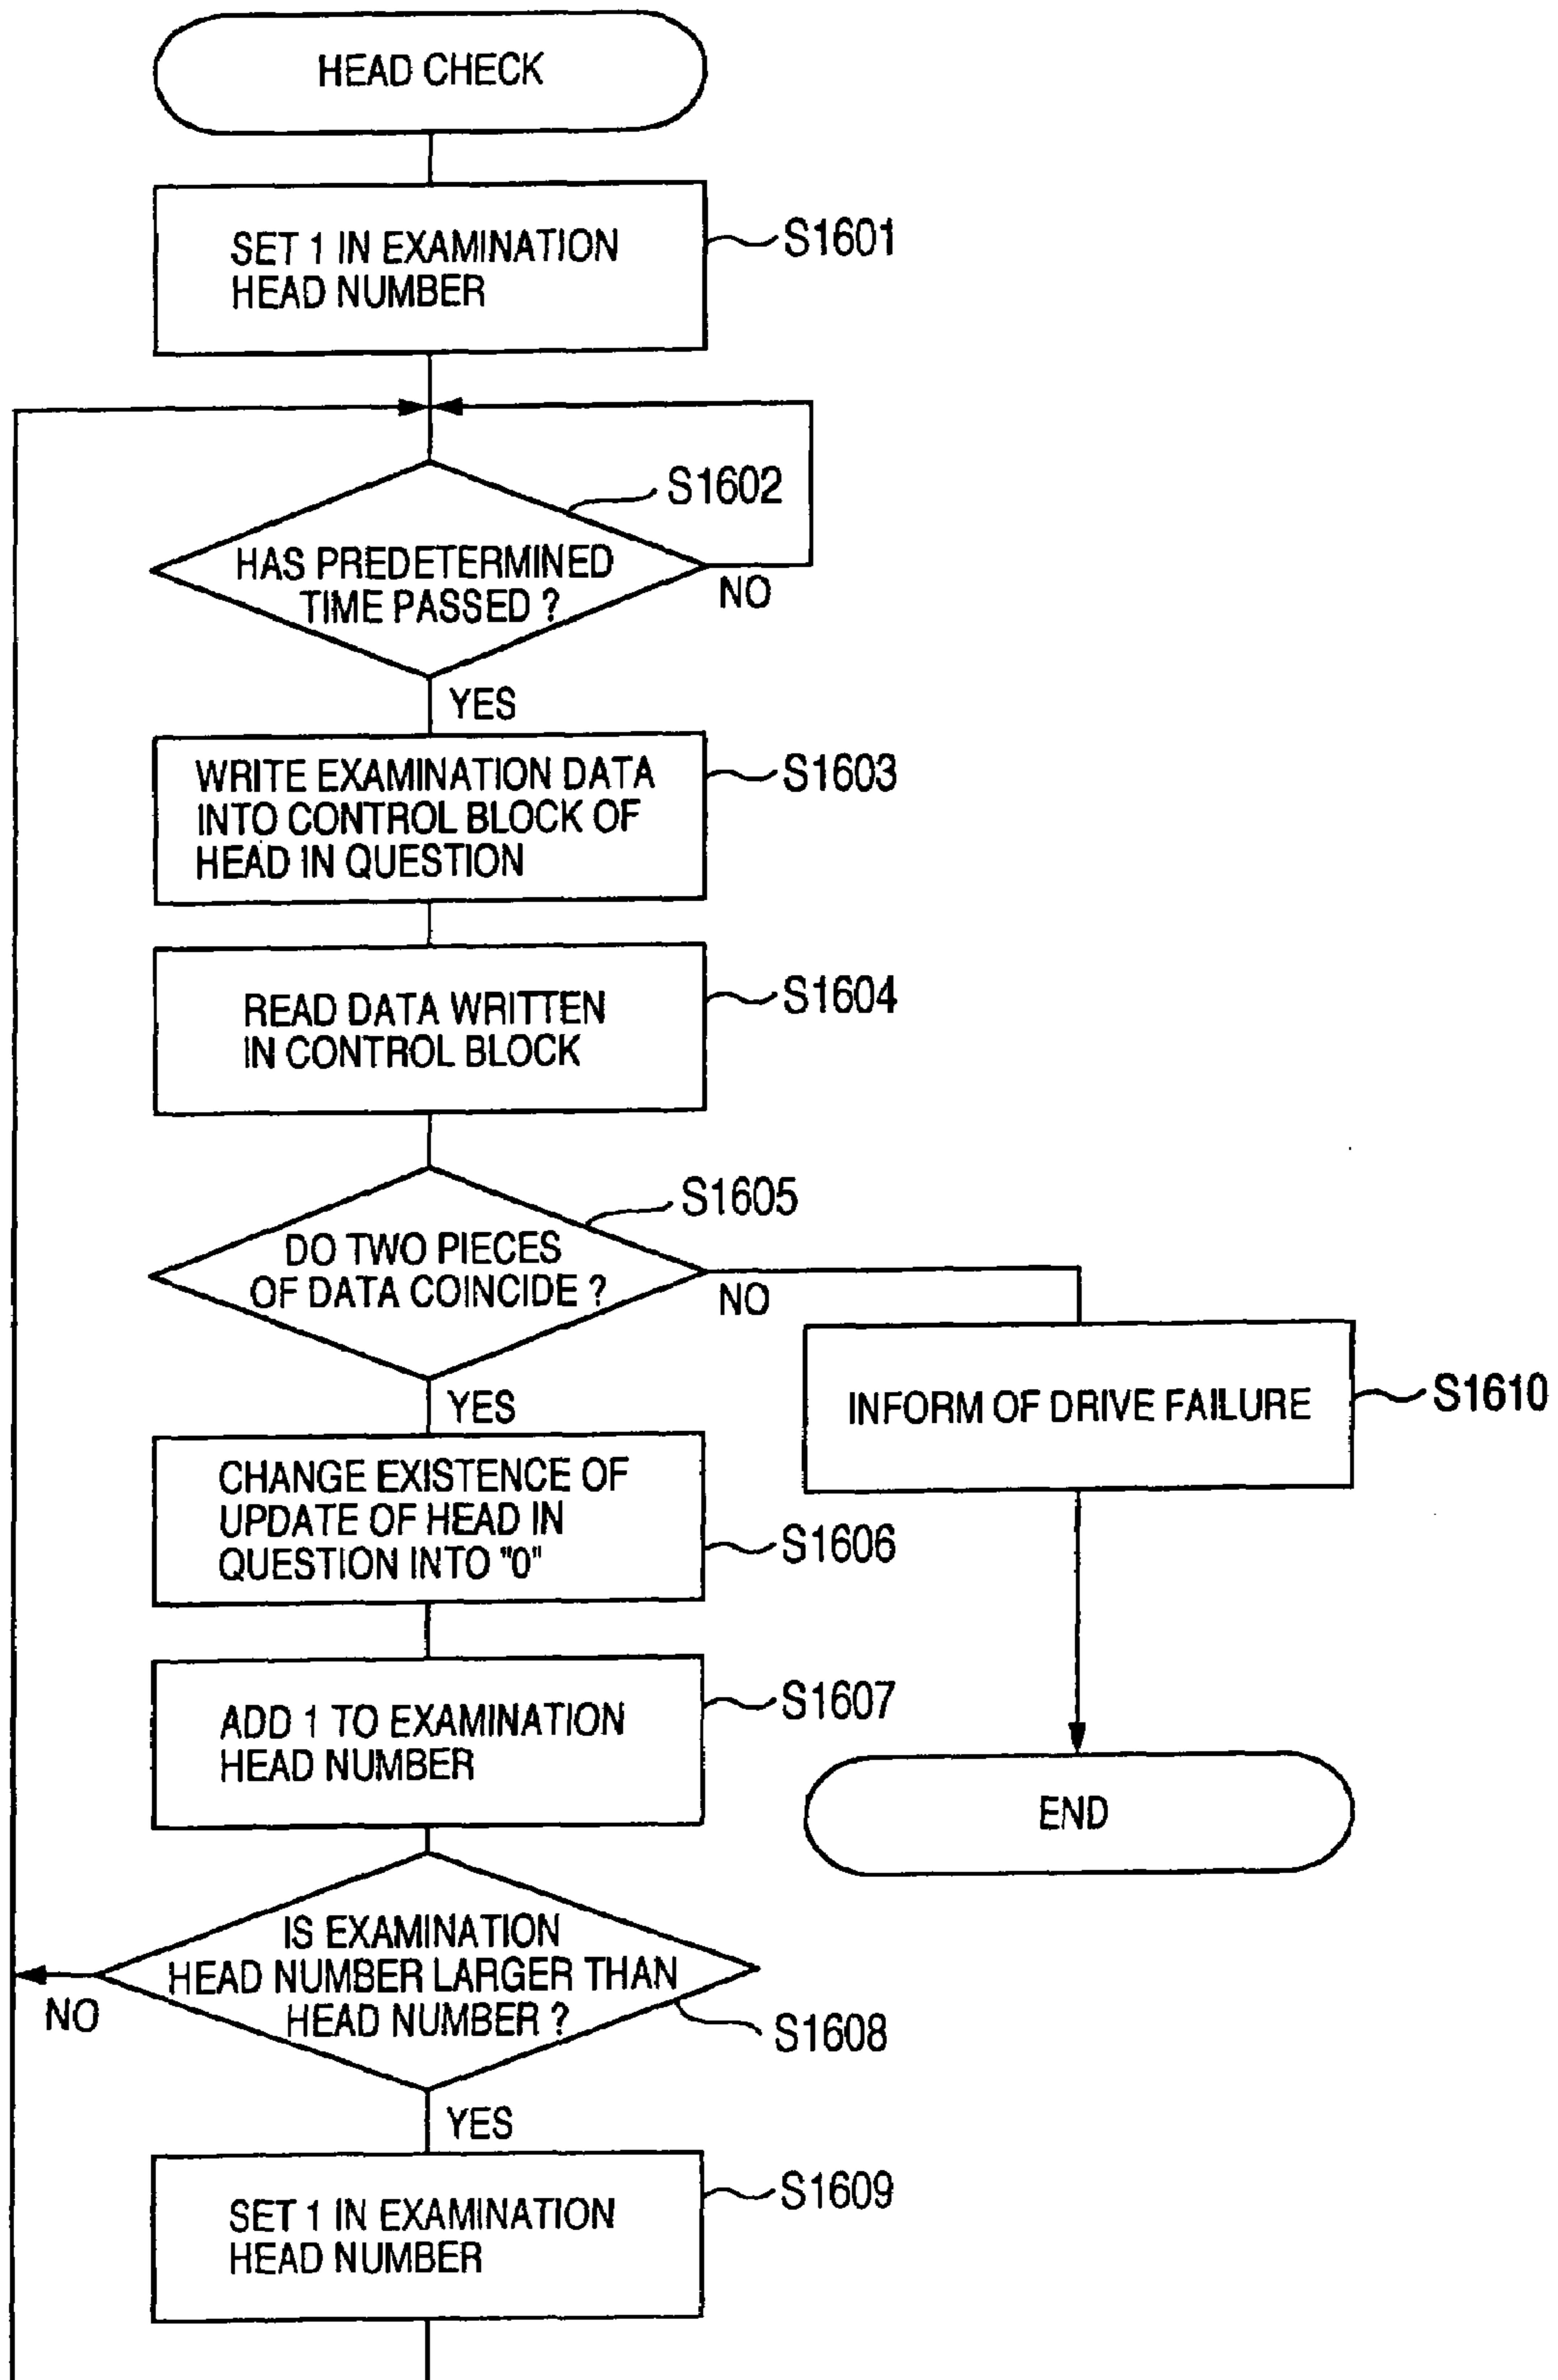 HEAD CHECK
SET 1 IN EXAMINATION
HEAD NUMBER
S1601
S1602
HAS PREDETERMINED
TIME PASSED ?
NO
YES
WRITE EXAMINATION DATA
INTO CONTROL BLOCK OF
HEAD IN QUESTION
S1603
READ DATA WRITTEN
IN CONTROL BLOCK
S1604
S1605
DO TWO PIECES
OF DATA COINCIDE ?
NO
YES
INFORM OF DRIVE FAILURE
S1610
CHANGE EXISTENCE OF
UPDATE OF HEAD IN
QUESTION INTO "0"
S1606
ADD 1 TO EXAMINATION
HEAD NUMBER
S1607
END
IS EXAMINATION
HEAD NUMBER LARGER THAN
HEAD NUMBER ?
NO
S1608
YES
SET 1 IN EXAMINATION
HEAD NUMBER
S1609